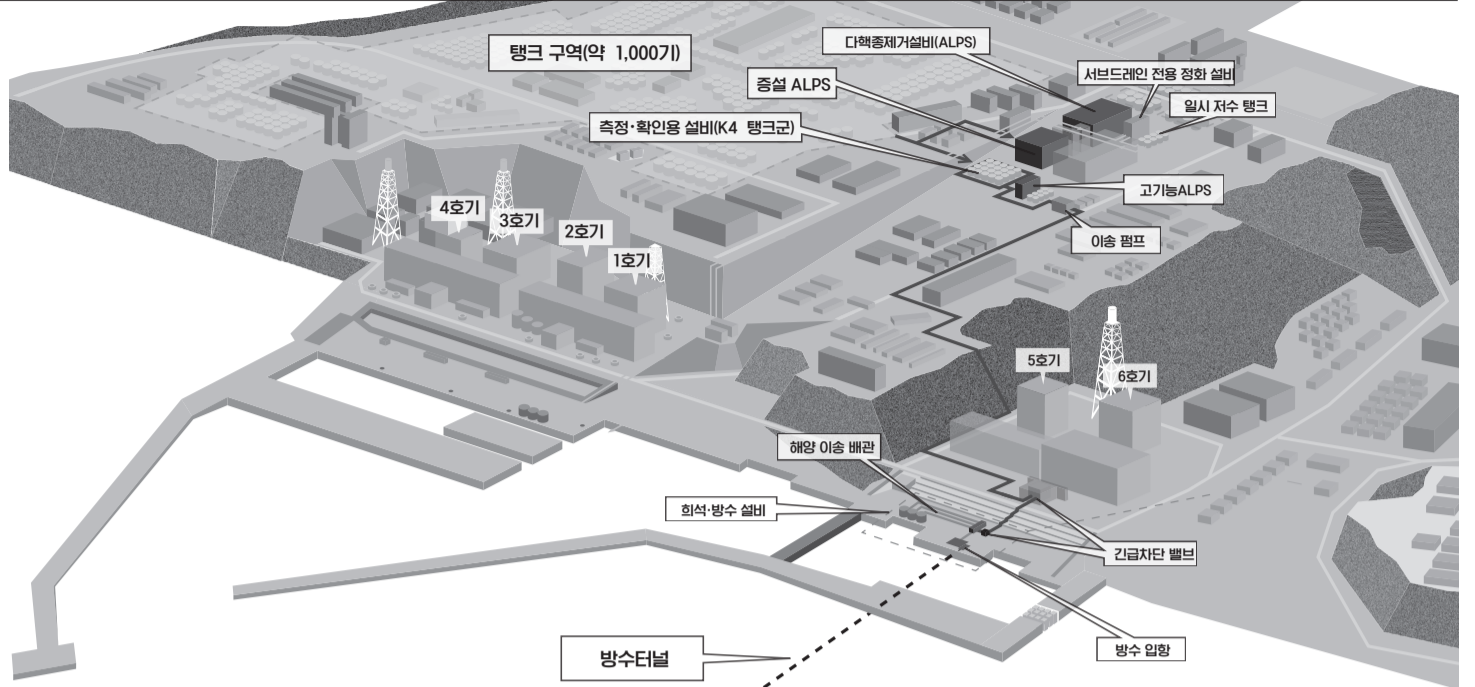 탱크 구역(약 1,000기)
다핵종제거설비(ALPS)
증설 ALPS
서브드레인 전용 정화 설비
일시 저수 탱크
측정·확인용 설비(K4 탱크군)
고기능ALPS
이송 펌프
4호기
3호기
2호기
1호기
5호기
6호기
해양 이송 배관
희석·방수 설비
긴급차단 밸브
방수 입항
방수터널